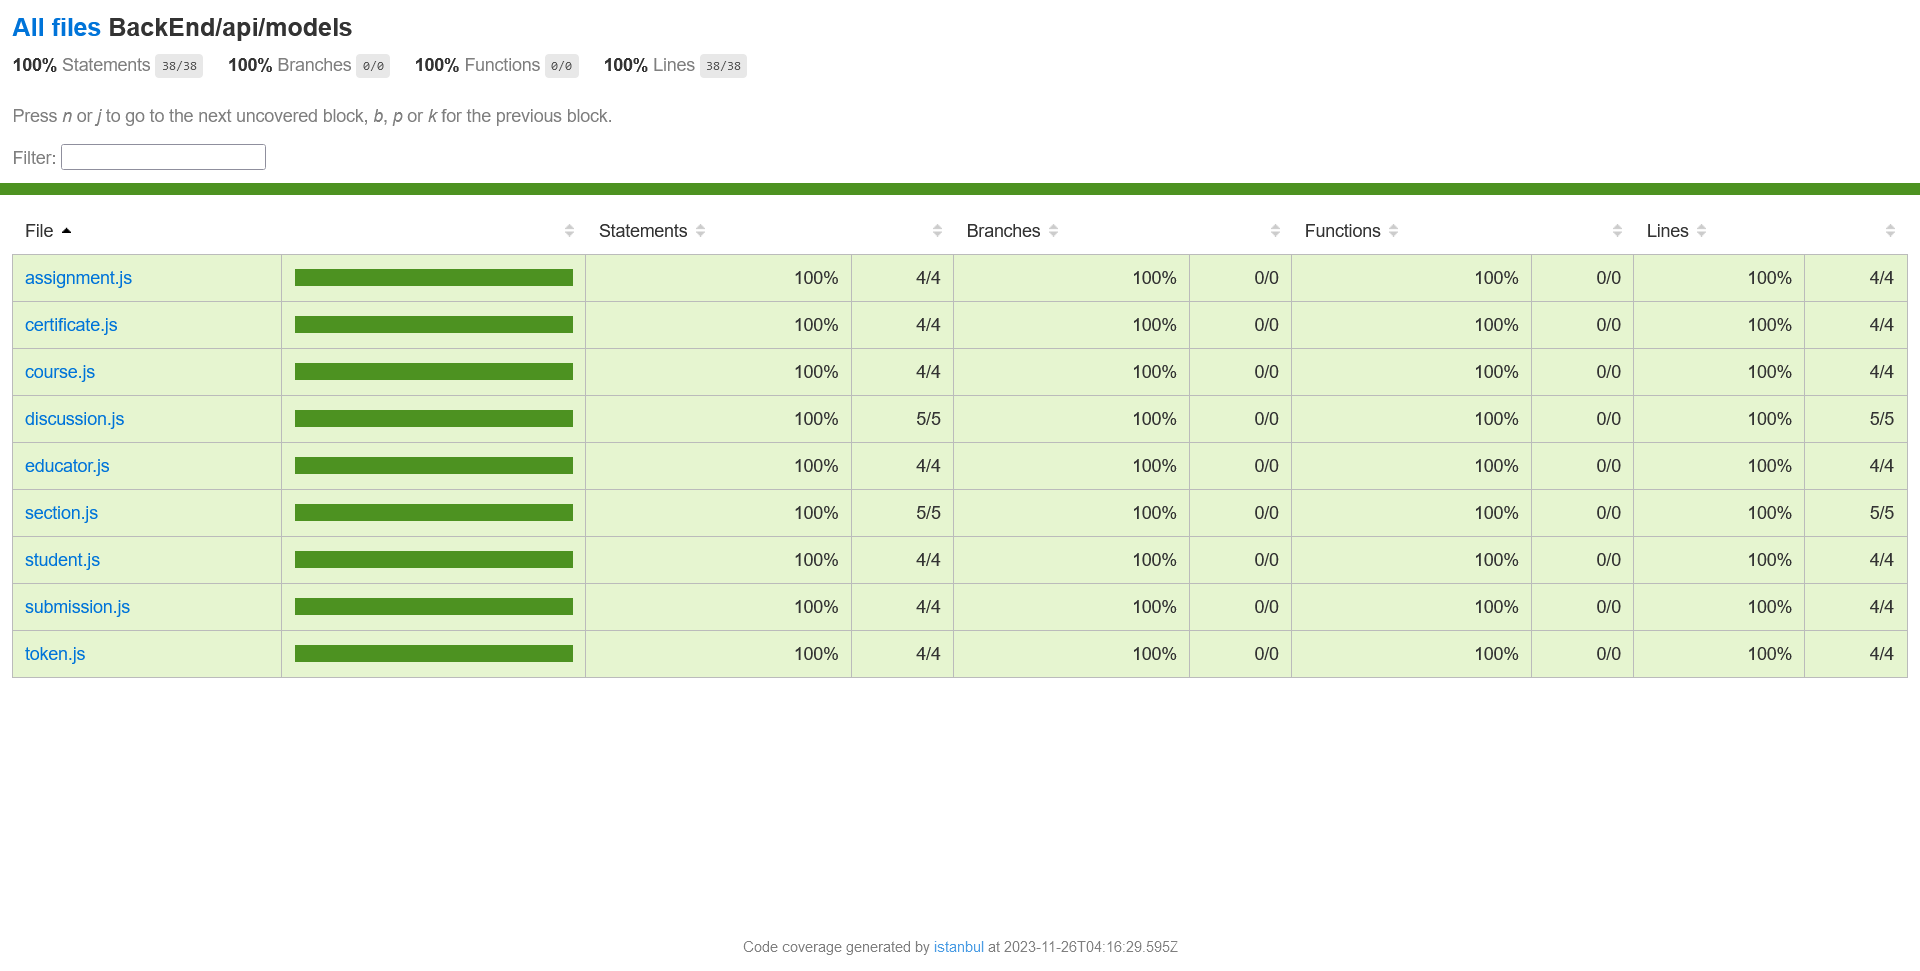 All files BackEnd/api/models
100% Statements 38/38 100% Branches 0/0 100% Functions 0/0 100% Lines 38/38
Press n or j to go to the next uncovered block, b, p or k for the previous block.
Filter:
File Statements Branches Functions Lines
assignment.js 100% 4/4 100% 0/0 100% 0/0 100% 4/4
certificate.js 100% 4/4 100% 0/0 100% 0/0 100% 4/4
course.js 100% 4/4 100% 0/0 100% 0/0 100% 4/4
discussion.js 100% 5/5 100% 0/0 100% 0/0 100% 5/5
educator.js 100% 4/4 100% 0/0 100% 0/0 100% 4/4
section.js 100% 5/5 100% 0/0 100% 0/0 100% 5/5
student.js 100% 4/4 100% 0/0 100% 0/0 100% 4/4
submission.js 100% 4/4 100% 0/0 100% 0/0 100% 4/4
token.js 100% 4/4 100% 0/0 100% 0/0 100% 4/4
Code coverage generated by istanbul at 2023-11-26T04:16:29.595Z